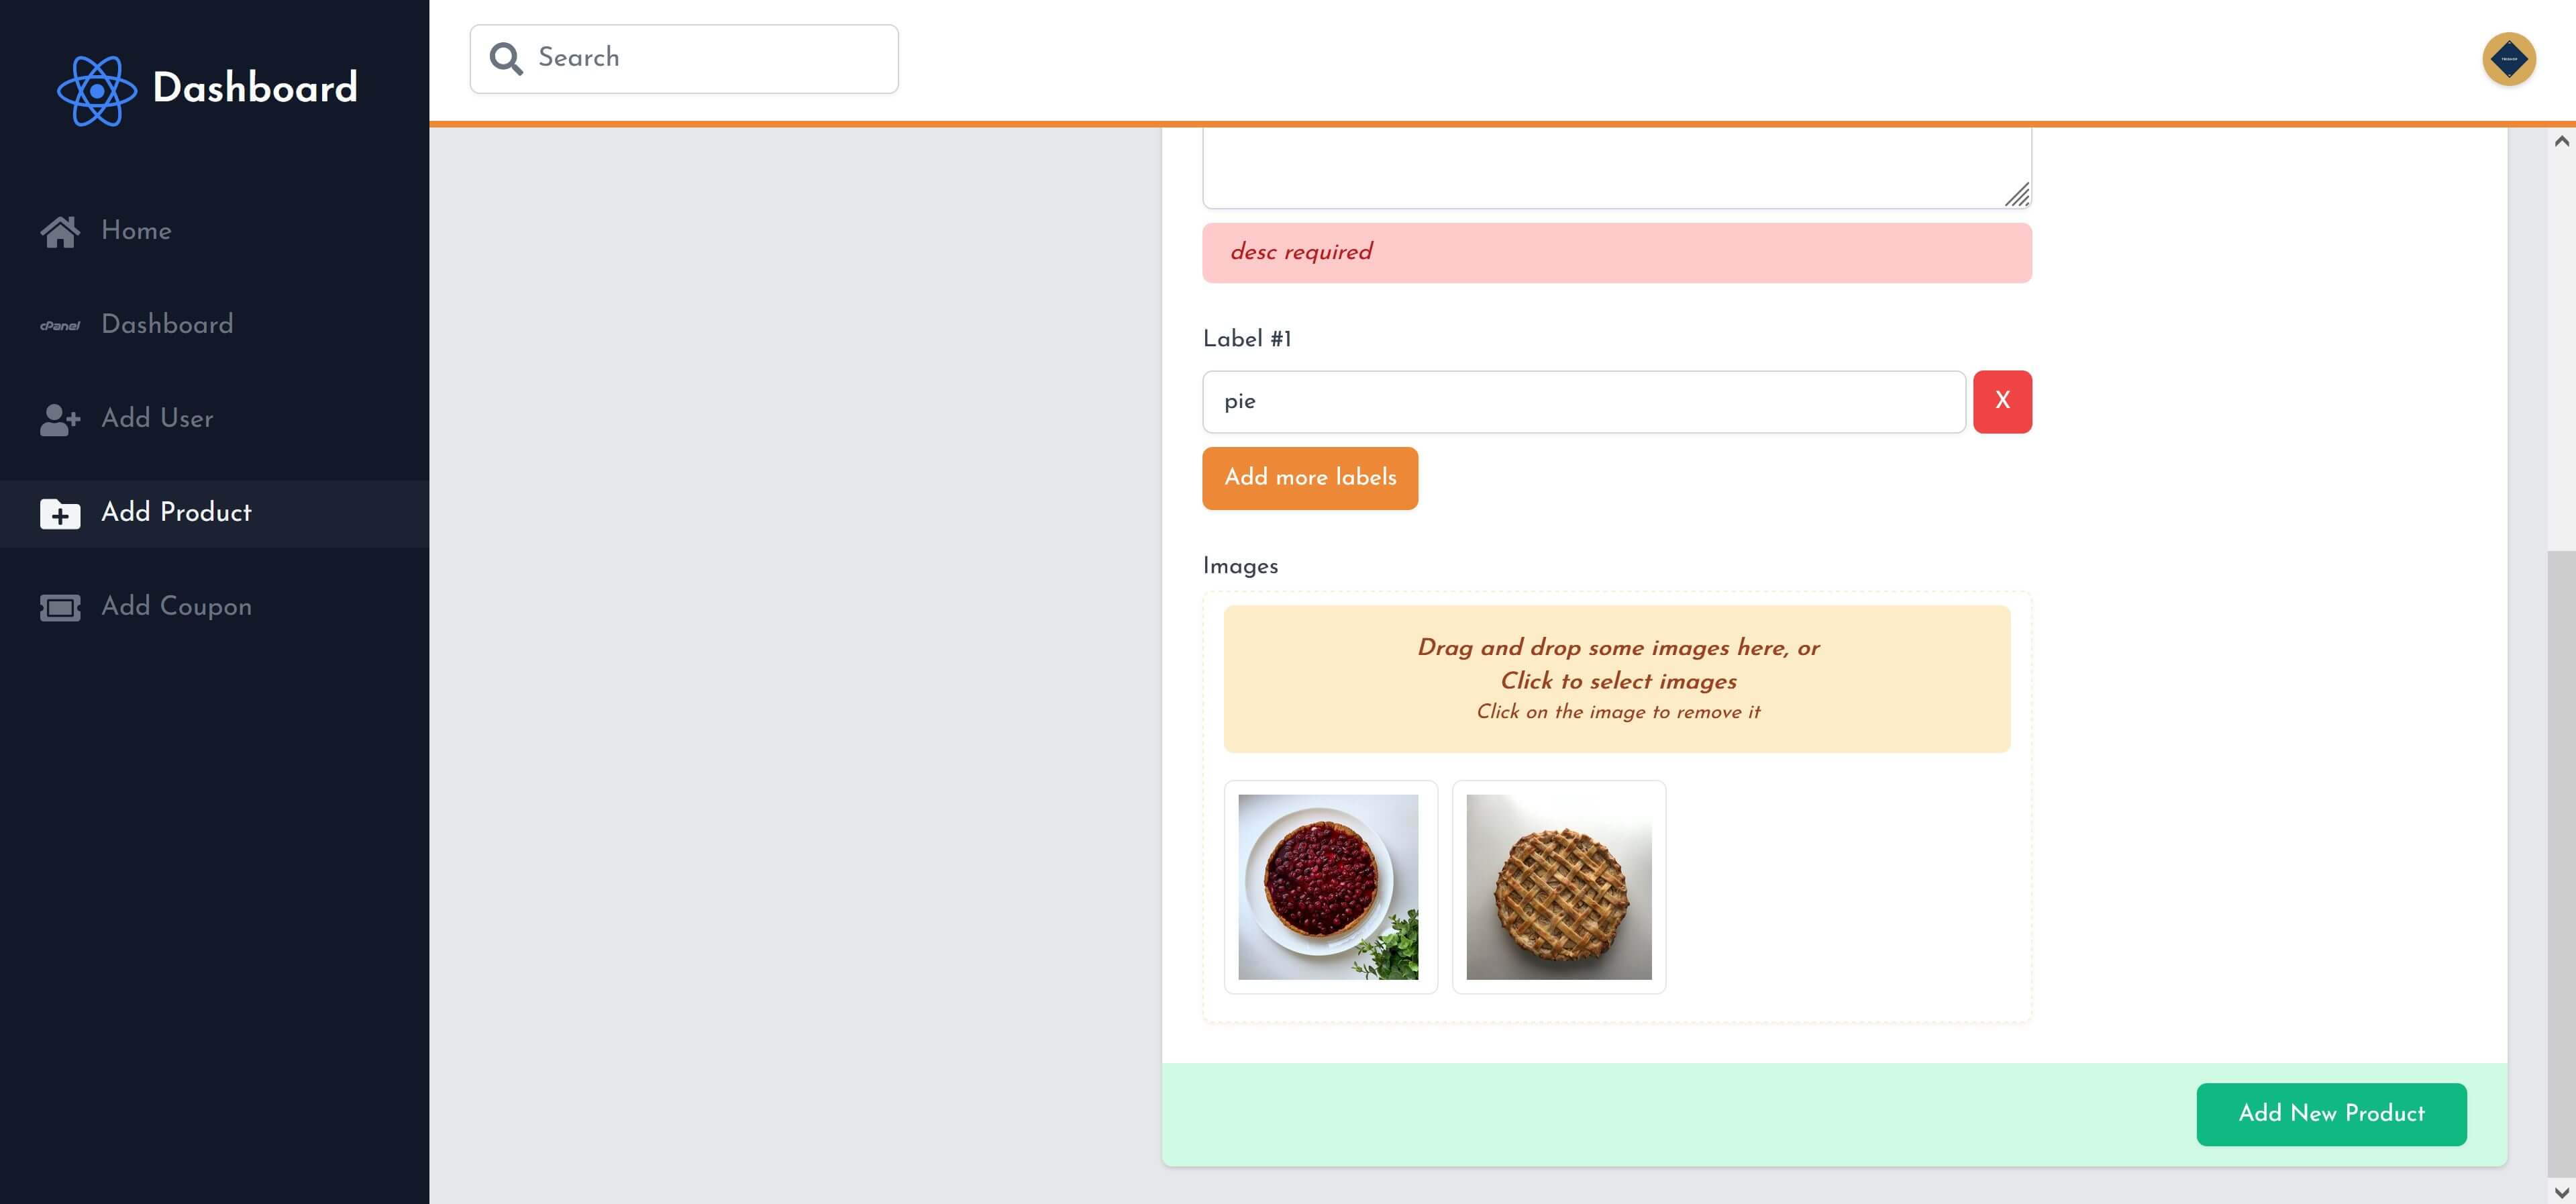 Dashboard
Search
Home
cPanel
Dashboard
Add User
Add Product
Add Coupon
desc required
Label #1
pie
X
Add more labels
Images
Drag and drop some images here, or
Click to select images
Click on the image to remove it
Add New Product